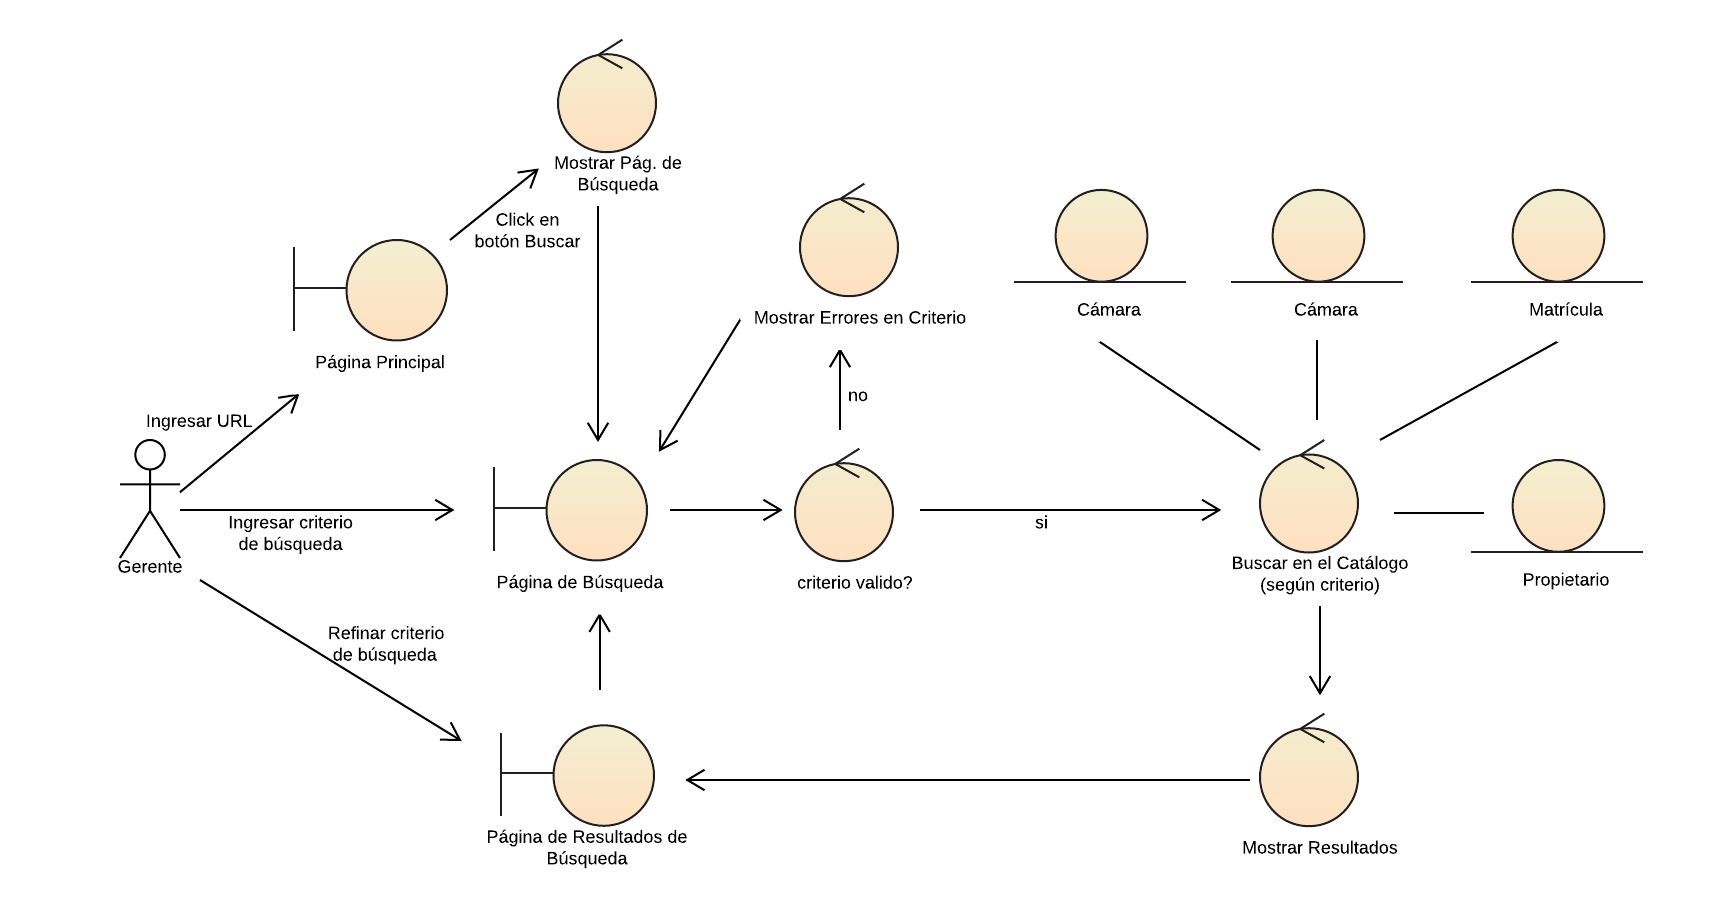 Mostrar Pág. de
Búsqueda
Click en
botón Buscar
Página Principal
Mostrar Errores en Criterio
Cámara
Cámara
Matrícula
no
Ingresar URL
Gerente
Ingresar criterio
de búsqueda
Página de Búsqueda
criterio valido?
si
Buscar en el Catálogo
(según criterio)
Propietario
Refinar criterio
de búsqueda
Página de Resultados de
Búsqueda
Mostrar Resultados